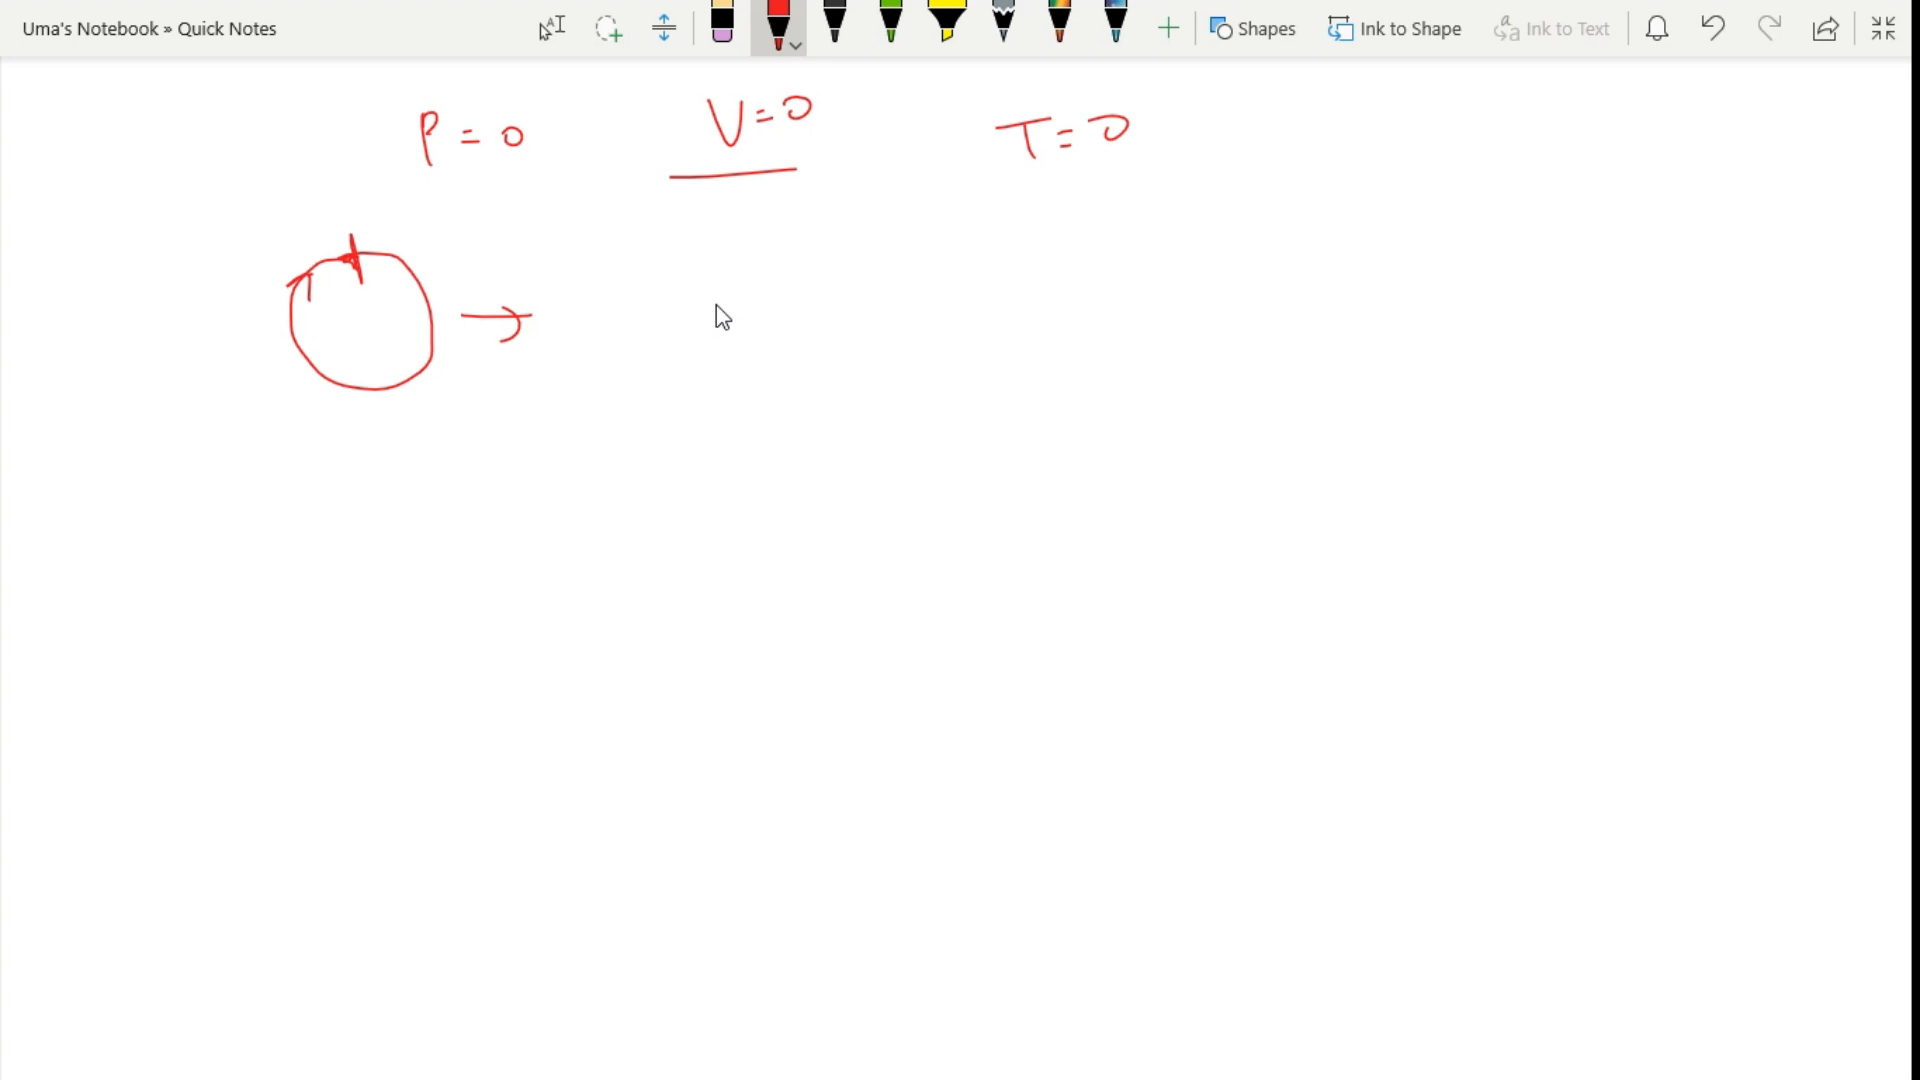 Uma's Notebook » Quick Notes Shapes Ink to Shape Ink to Text
P = 0 V = 0 T = 0